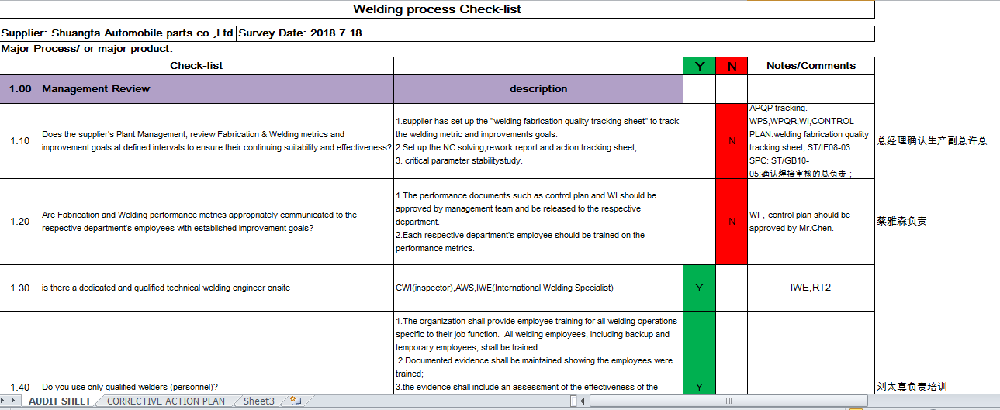 Welding process Check-list
Supplier: Shuangta Automobile parts co.,Ltd Survey Date: 2018.7.18
Major Process/ or major product:
Check-list Y N Notes/Comments
1.00 Management Review description
1.10
Does the supplier's Plant Management, review Fabrication & Welding metrics and
improvement goals at defined intervals to ensure their continuing suitability and effectiveness?
1.supplier has set up the "welding fabrication quality tracking sheet" to track
the welding metric and improvements goals.
2.Set up the NC solving,rework report and action tracking sheet;
3. critical parameter stabilitystudy.
N
APQP tracking.
WPS,WPQR,WI,CONTROL
PLAN.welding fabrication quality
tracking sheet, ST/IF08-03
SPC: ST/GB10-
05;确认焊接审核的总负责；
总经理确认生产副总许总
1.20
Are Fabrication and Welding performance metrics appropriately communicated to the
respective department's employees with established improvement goals?
1.The performance documents such as control plan and WI should be
approved by management team and be released to the respective
department.
2.Each respective department's employee should be trained on the
performance metrics.
N
WI，control plan should be
approved by Mr.Chen.
蔡雅森负责
1.30 is there a dedicated and qualified technical welding engineer onsite CWI(inspector),AWS,IWE(International Welding Specialist) Y IWE,RT2
1.40 Do you use only qualified welders (personnel)?
1.The organization shall provide employee training for all welding operations
specific to their job function. All welding employees, including backup and
temporary employees, shall be trained.
2.Documented evidence shall be maintained showing the employees were
trained;
3.the evidence shall include an assessment of the effectiveness of the
Y
刘太真负责培训
AUDIT SHEET CORRECTIVE ACTION PLAN Sheet3